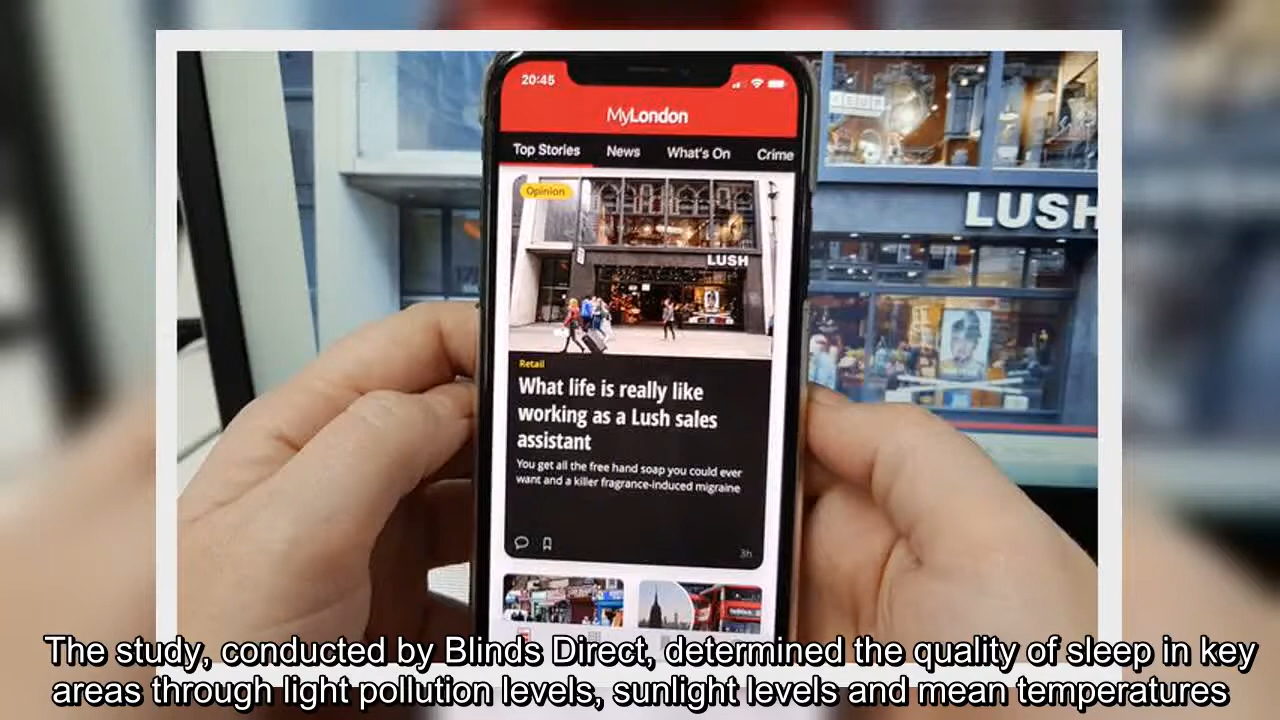 20:45
MyLondon
Top Stories News What's On Crime
Opinion
LUSH
LUSH
Retail
What life is really like
working as a Lush sales
assistant
You get all the free hand soap you could ever
want and a killer fragrance-induced migraine
3h
The study, conducted by Blinds Direct, determined the quality of sleep in key
areas through light pollution levels, sunlight levels and mean temperatures